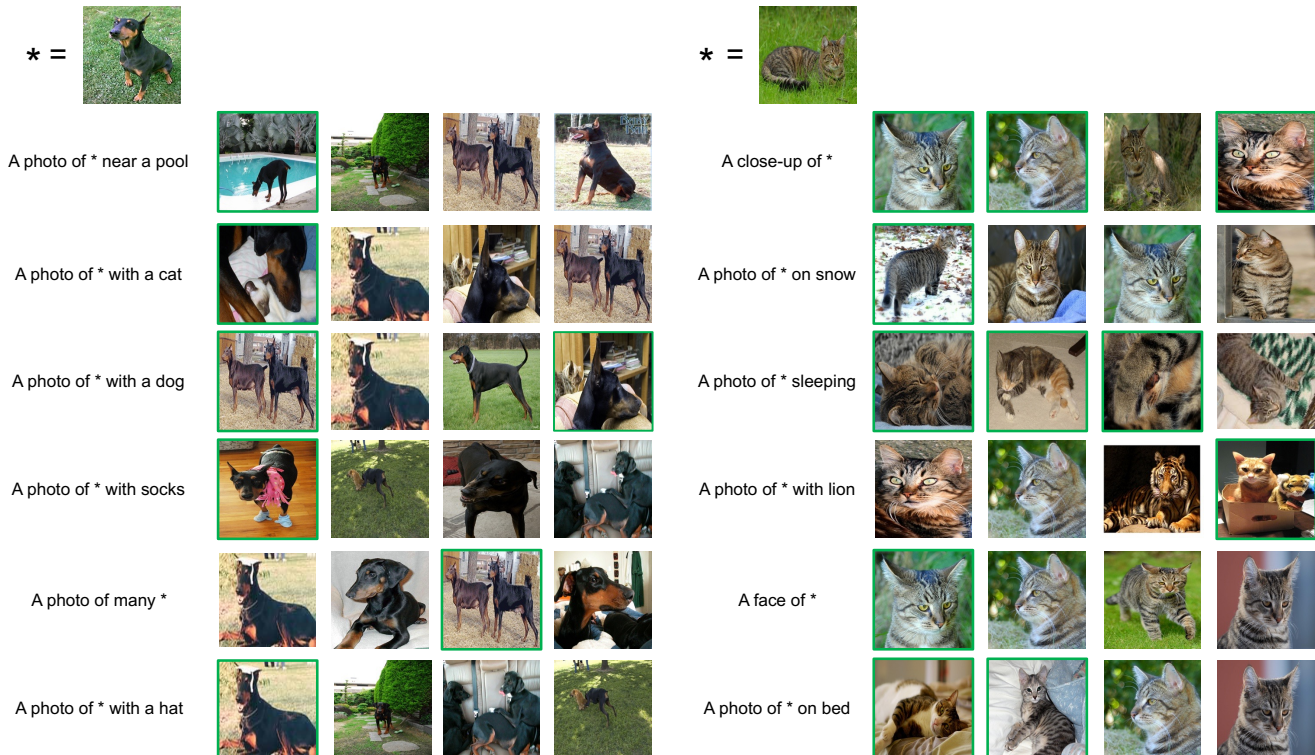 * =
A photo of * near a pool
A photo of * with a cat
A photo of * with a dog
A photo of * with socks
A photo of many *
A photo of * with a hat
* =
A close-up of *
A photo of * on snow
A photo of * sleeping
A photo of * with lion
A face of *
A photo of * on bed